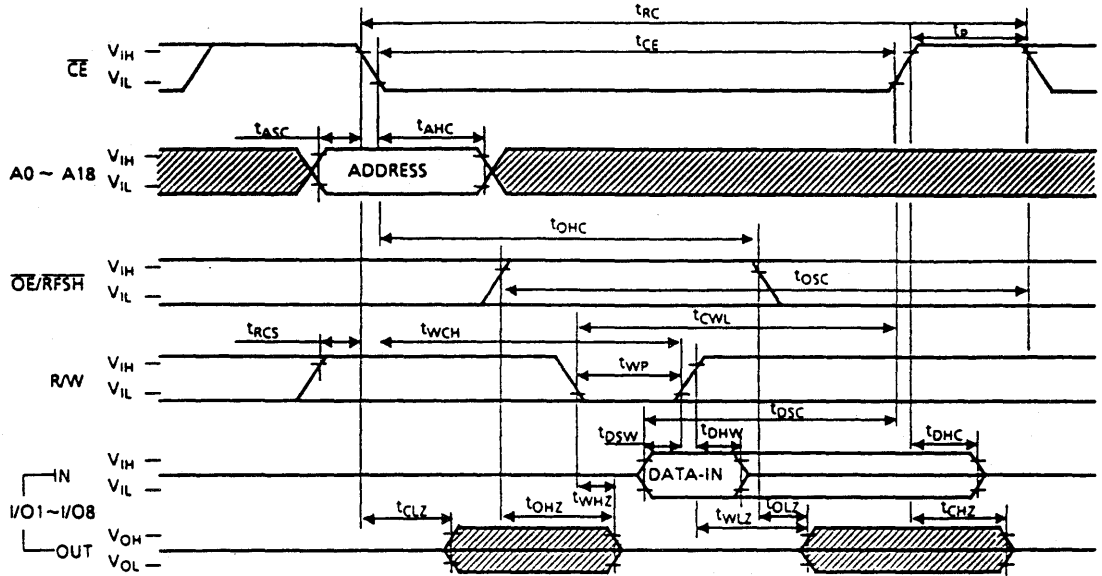 tRC
tCE
tP
CE
VIH
VIL
tASC
tAHC
A0 ~ A18
VIH
VIL
ADDRESS
tOHC
OE/RFSH
VIH
VIL
tOSC
tCWL
tRCS
tWCH
R/W
VIH
VIL
tWP
tDSC
tDSW
tDHW
tDHC
IN
VIH
VIL
DATA-IN
I/O1~I/O8
tWHZ
tCLZ
tOHZ
tWLZ
tOLZ
tCHZ
OUT
VOH
VOL